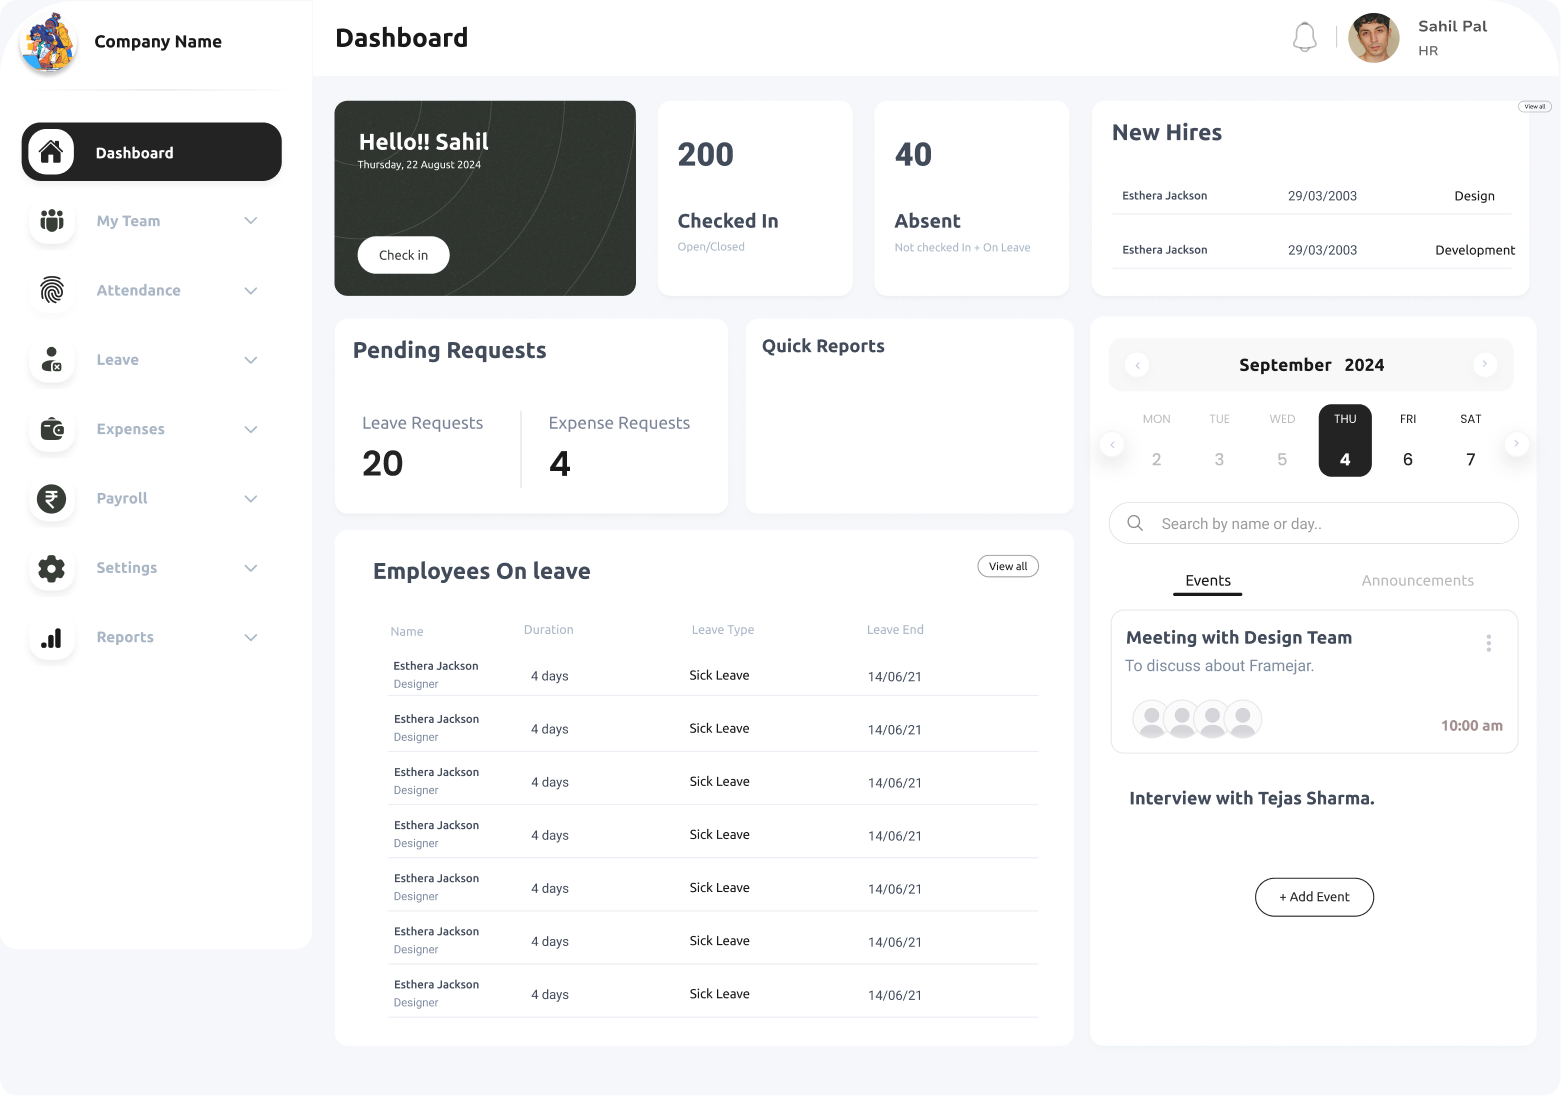 Company Name
Dashboard
My Team
Attendance
Leave
Expenses
Payroll
Settings
Reports
Dashboard
Sahil Pal
HR
Hello!! Sahil
Thursday, 22 August 2024
Check in
200
Checked In
Open/Closed
40
Absent
Not checked In + On Leave
View all
New Hires
Esthera Jackson 29/03/2003 Design
Esthera Jackson 29/03/2003 Development
Pending Requests
Leave Requests
20
Expense Requests
4
Quick Reports
Employees On leave
View all
Name Duration Leave Type Leave End
Esthera Jackson
Designer
4 days Sick Leave 14/06/21
Esthera Jackson
Designer
4 days Sick Leave 14/06/21
Esthera Jackson
Designer
4 days Sick Leave 14/06/21
Esthera Jackson
Designer
4 days Sick Leave 14/06/21
Esthera Jackson
Designer
4 days Sick Leave 14/06/21
Esthera Jackson
Designer
4 days Sick Leave 14/06/21
Esthera Jackson
Designer
4 days Sick Leave 14/06/21
September 2024
MON TUE WED THU FRI SAT
2 3 5 4 6 7
Search by name or day..
Events Announcements
Meeting with Design Team
To discuss about Framejar.
10:00 am
Interview with Tejas Sharma.
+ Add Event